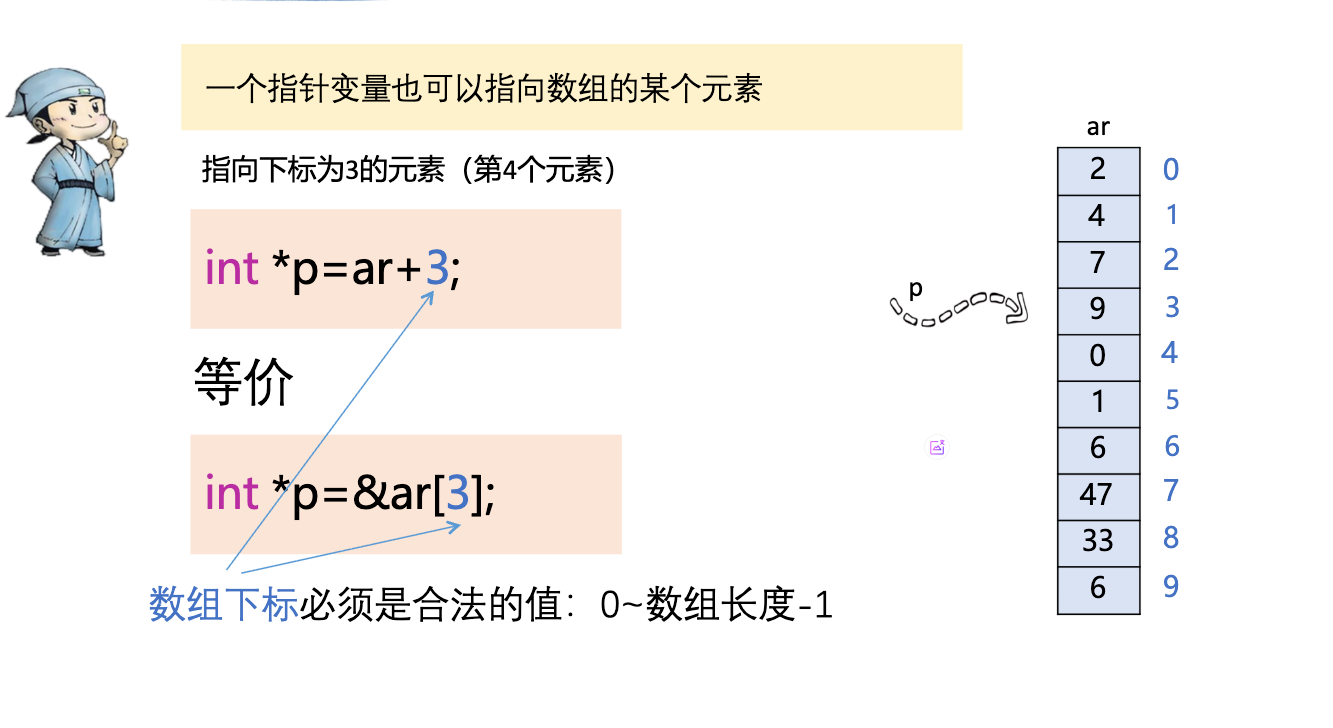 一个指针变量也可以指向数组的某个元素
指向下标为3的元素（第4个元素）
int *p=ar+3;
等价
int *p=&ar[3];
数组下标必须是合法的值：0~数组长度-1
p
ar
2 0
4 1
7 2
9 3
0 4
1 5
6 6
47 7
33 8
6 9